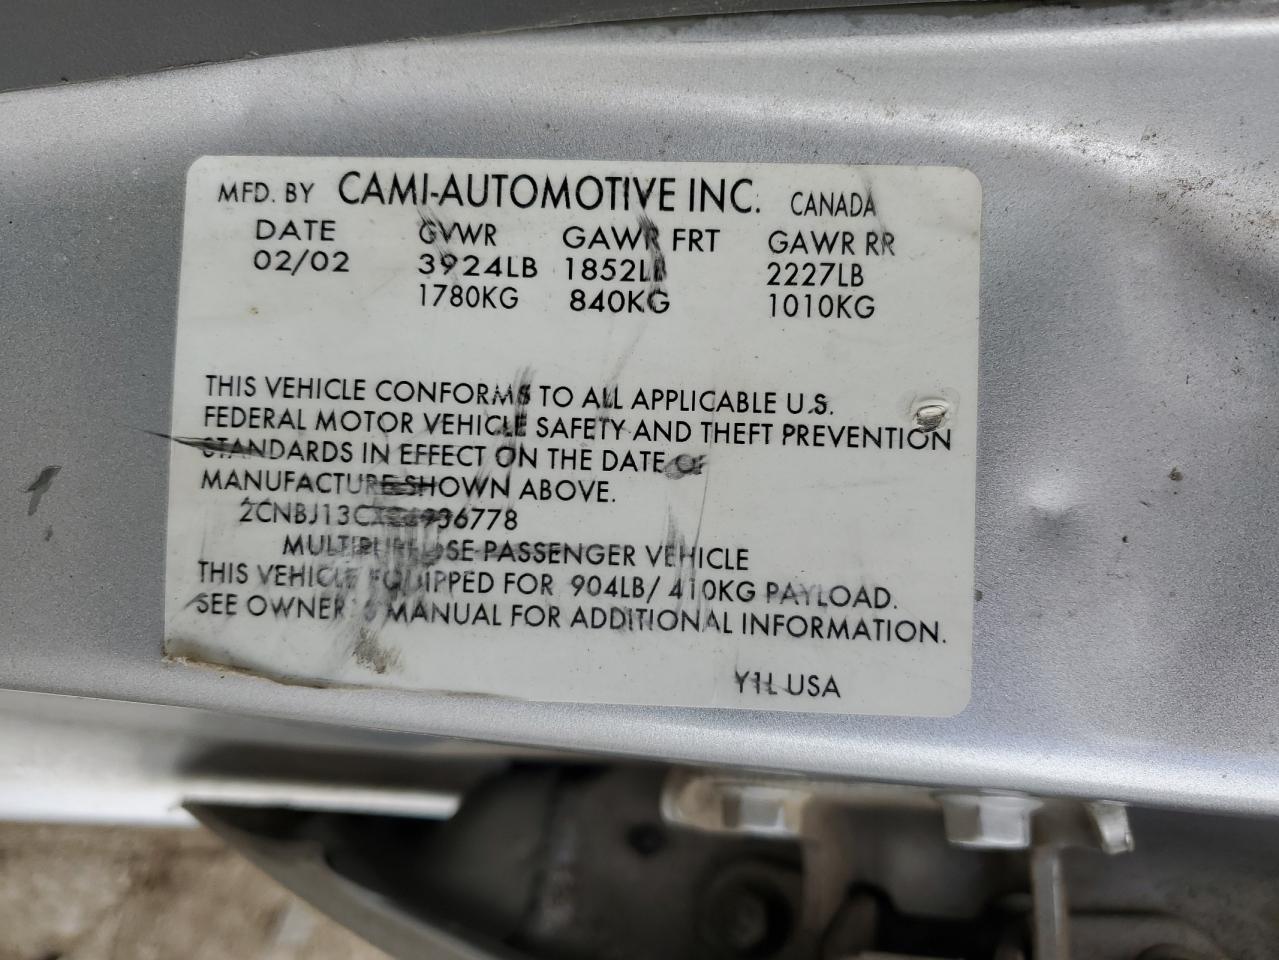 MFD. BY CAMI-AUTOMOTIVE INC. CANADA
DATE GVWR GAWR FRT GAWR RR
02/02 3924LB 1852LB 2227LB
1780KG 840KG 1010KG
THIS VEHICLE CONFORMS TO ALL APPLICABLE U.S.
FEDERAL MOTOR VEHICLE SAFETY AND THEFT PREVENTION
STANDARDS IN EFFECT ON THE DATE OF
MANUFACTURE SHOWN ABOVE.
MULTIPURPOSE PASSENGER VEHICLE
THIS VEHICLE EQUIPPED FOR 904LB/ 410KG PAYLOAD.
SEE OWNER'S MANUAL FOR ADDITIONAL INFORMATION.
Y1L USA